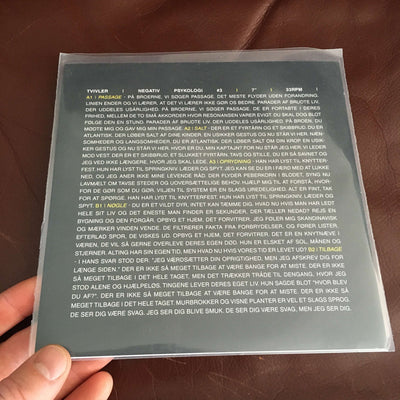 TVIVLER | NEGATIV PSYKOLOGI #3 | 7" | 33RPM |
A1 | PASSAGE - PÅ BROERNE, VI SØGER PASSAGE. DET MESTE FLYDER UDEN FORANDRING.
LINIEN ENDER OG VI LÆRER, AT DET VI LÆRER IKKE GØR OS BEDRE. PARADER AF BRUDTE LIV.
DER UDDELES USÅRLIGHED. PÅ BROERNE, VI SØGER PASSAGE. DE ER FORTABTE I DERES
FRIHED. MELLEM DE TO SMÅ AKKORDER HVOR RESONANSEN VARER EVIGT DU SKAL DOG BLOT
FØLGE DEN EN STUND. PARADER AF BRUDTE LIV. DER UDDELES USÅRLIGHED. PÅ BROEN, DU
MØDTE MIG OG GAV MIG MIN PASSAGE. A2 | SALT - DER ER ET FYRTÅRN OG ET SKIBBRUD. DU ER
ATLANTISK. DER LØBER SALT AF DINE KINDER, EN USIKKER GESTUS OG NU STÅR VI HER. SØNLIG
SOMHEDER OG LANGSOMHEDER. DU ER ATLANTISK. DER LØBER SALT OM DIN KROP. EN USIK-
KER GESTUS OG NU STÅR VI HER. HVOR ER DU, MIN KAPTAJN? FOR NU STÅR JEG HER, VI LEDER
MOD VEST. DER ER ET SKIBBRUD, ET SLUKKET FYRTÅRN. TAVS OG STILLE. DU ER SÅ SAVNET OG
JEG VED IKKE LÆNGERE, HVOR JEG SKAL LEDE. A3 | OPRYDNING - HAN HAR LYST TIL KNYTTER-
FEST. HUN HAR LYST TIL SPRINGKNIV. LÆGER OG SPYT. JEG KAN SE DU ER I FÆRD MED AT LUKKE
NED, OG JEG ANER IKKE MINE LEVENDE RÅD. DER FLYDER PEBERKORN I BLODET, SYNG NU
LAVMÆLT OM TAVSE STEDER OG UOVERSÆTTELIGE BEHOV. HJÆLP MIG TIL AT FORSTÅ, HVOR-
FOR DE GØR SOM DU GØR. VILJEN TIL SYSTEM ER EN SLAGS UREDELIGHED. ALT ER FINT, TAK
FOR AT SPØRGE. HAN HAR LYST TIL KNYTTERFEST. HUN HAR LYST TIL SPRINGKNIV. LÆGER OG
SPYT. B1 | NØGLE - DU ER ET VILDT DYR, INTET KAN TÆMME DIG. HVAD NU HVIS MAN HAR LEDT
HELE SIT LIV OG DET ENESTE MAN FINDER ER SEKUNDER, DER TÆLLER NEDAD? REJS EN
BYGNING OG DEN FORGÅR. OPBYG ET HJEM, DET FORVITRER. JEG FØLER MIG SKANDINAVISK
OG MÆRKER VINDEN VENDE. DE FILTRERER FAKTA FRA FORBRYDELSEN, OG FØRER LISTER,
EFTERLAD SPOR, DE VISKES UD. OPBYG ET HJEM, DET FORVITRER. DET ER EN KNYTNÆVE I
VÆREN. DE VIL SÅ GERNE OVERLEVE DERES EGEN DØD. HUN ER ELSKET AF SOL, MÅNEN OG
STJERNER. ALTING HAR SIN EGEN TID. MEN HVAD NU HVIS VORES TID ER LEVET UD? B2 | TILBAGE
- I HANS SVAR STOD DER, "JEG VÆRDSÆTTER DIN OPRIGTIGHED, MEN JEG AFSKREV DIG FOR
LÆNGE SIDEN." DER ER IKKE SÅ MEGET TILBAGE AT VÆRE BANGE FOR AT MISTE. DER ER IKKE
SÅ MEGET TILBAGE I DET HELE TAGET. MEN DET TRÆKKER TRÅDE TIL DENGANG, HVOR JEG
STOD ALENE OG HJÆLPELØS. TINGENE LEVER DERES EGET LIV. HUN SAGDE BLOT "HVOR BLEV
DU AF?". DER ER IKKE SÅ MEGET TILBAGE AT VÆRE BANGE FOR AT MISTE. DER ER IKKE SÅ
MEGET TILBAGE I DET HELE TAGET. MURBROKKER OG VISNE PLANTER ER VEL ET SLAGS SPROG.
DE SER DIG VÆRE SVAG. JEG SER DIG BLIVE SMUK. DE SER DIG VÆRE SVAG, MEN JEG SER DIG.